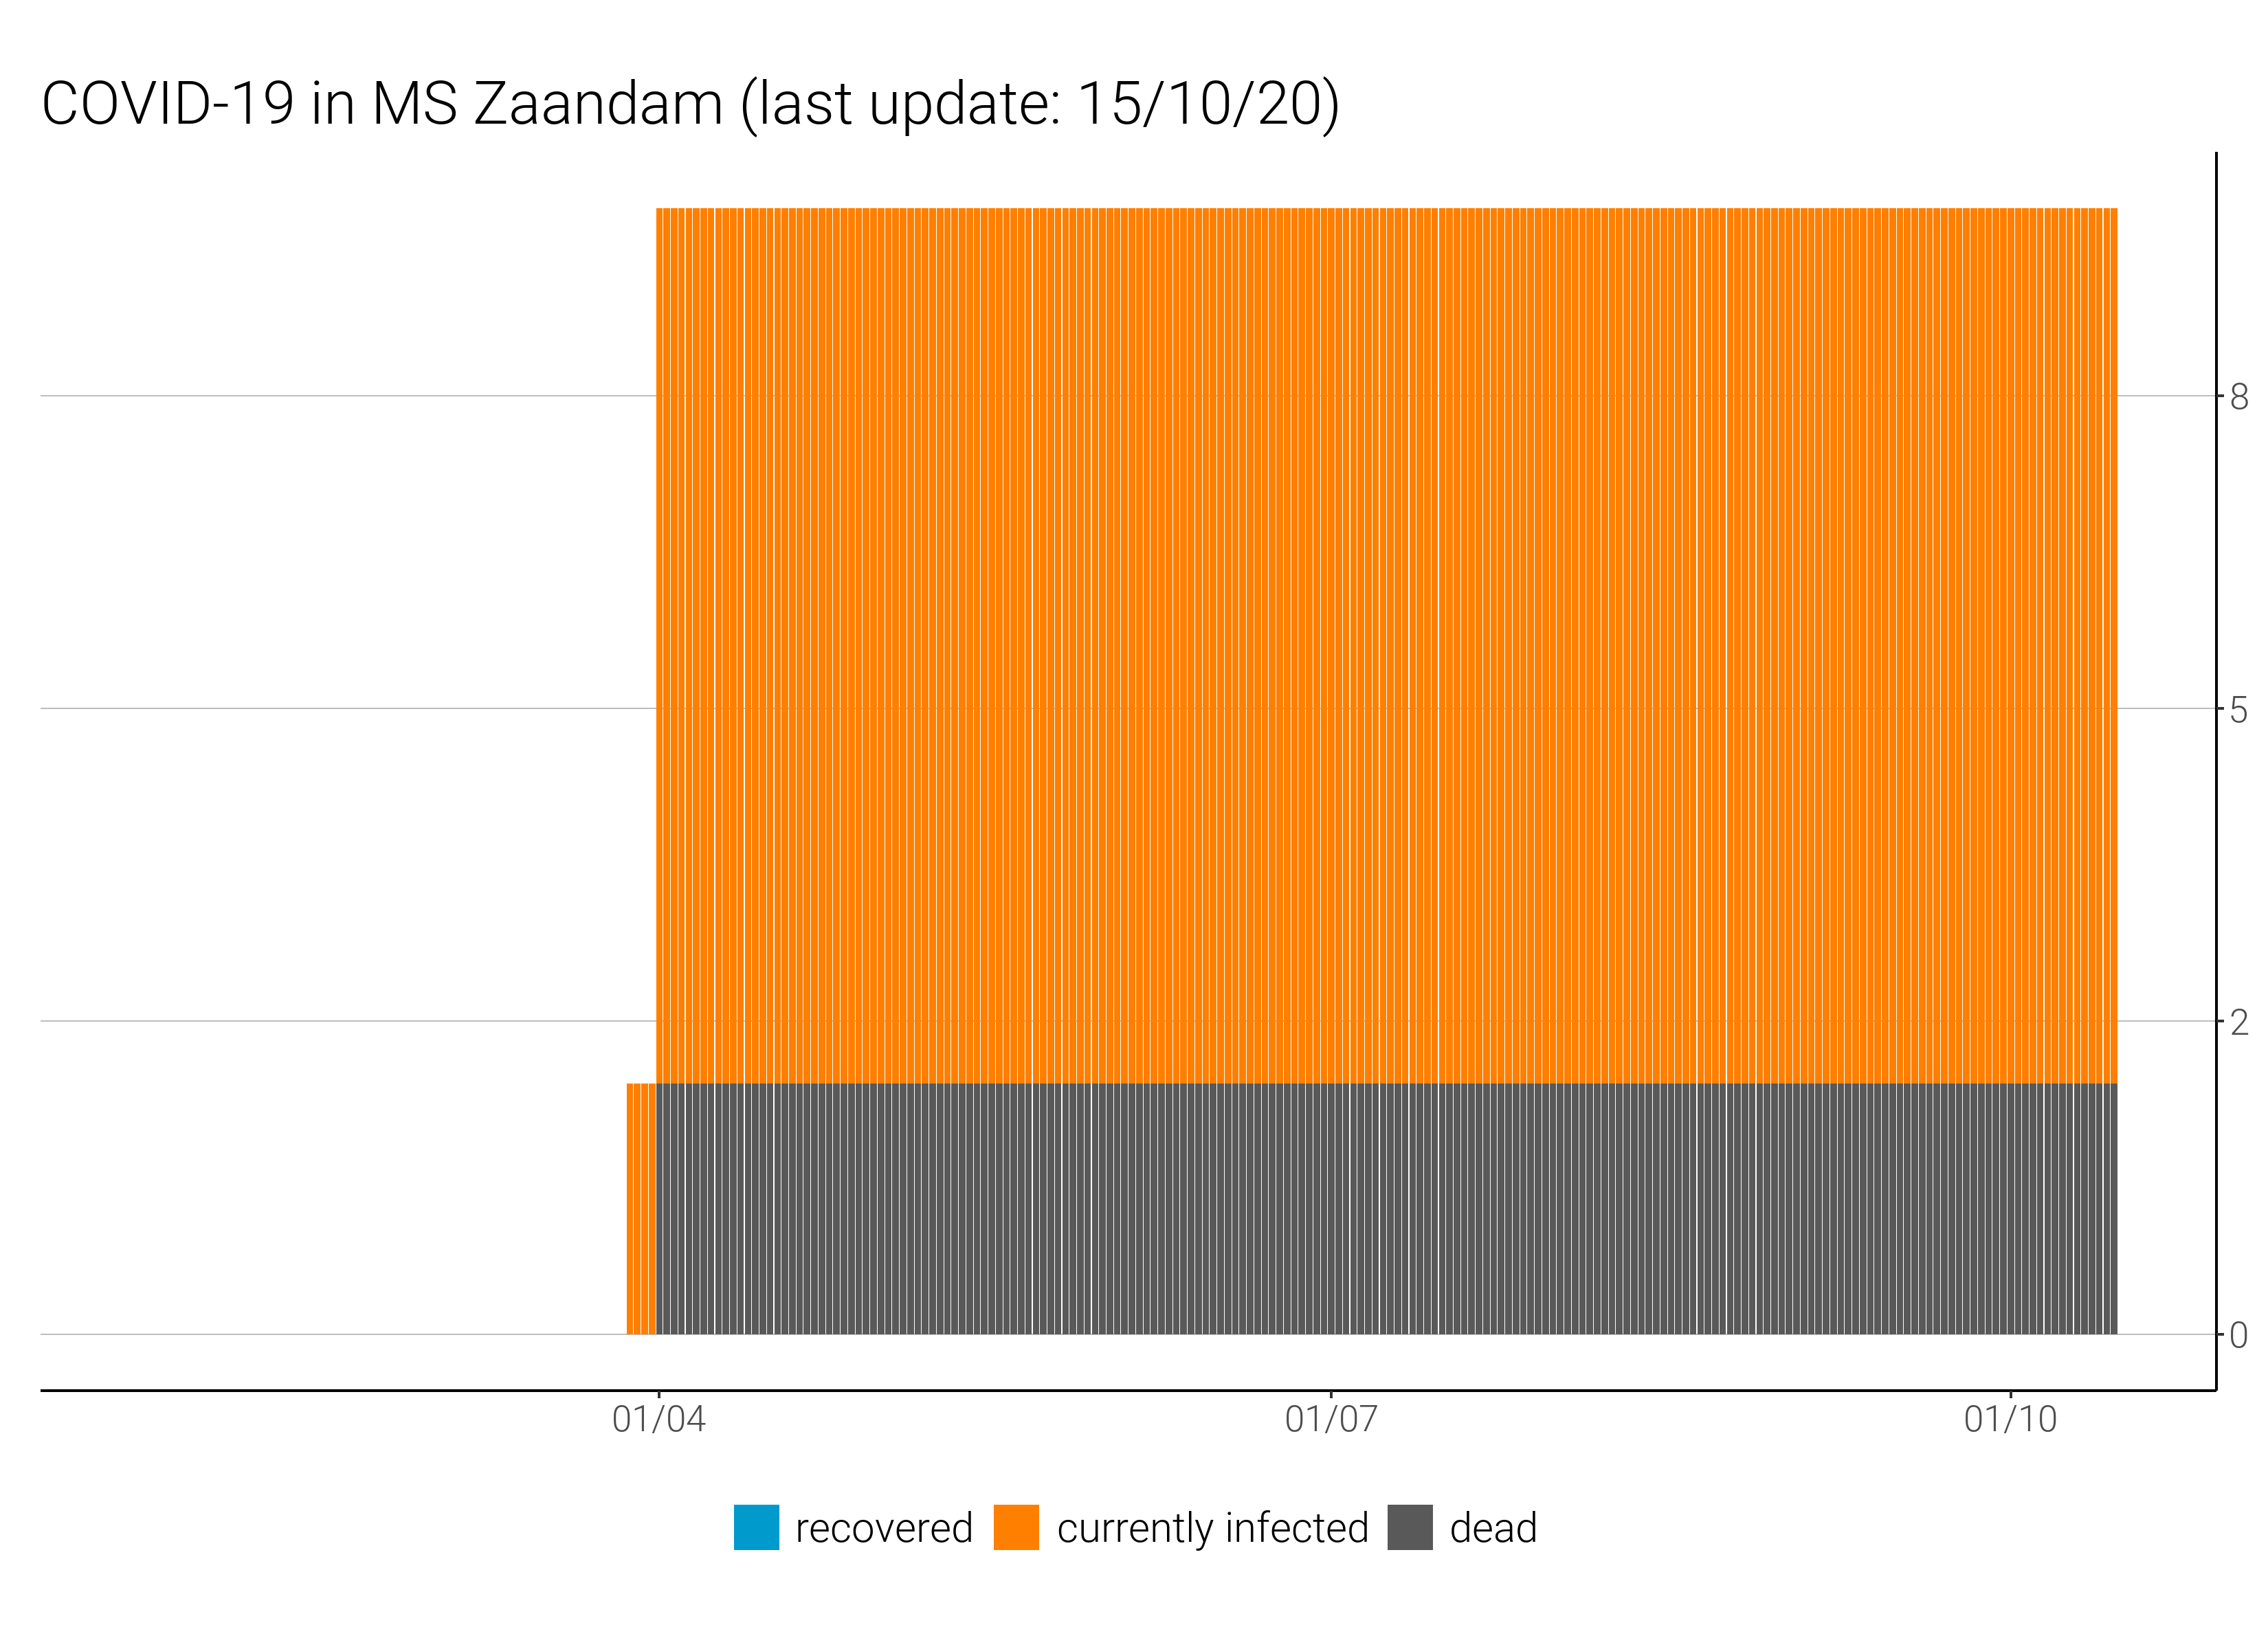 COVID-19 in MS Zaandam (last update: 15/10/20)
8
5
2
0
01/04 01/07 01/10
recovered currently infected dead